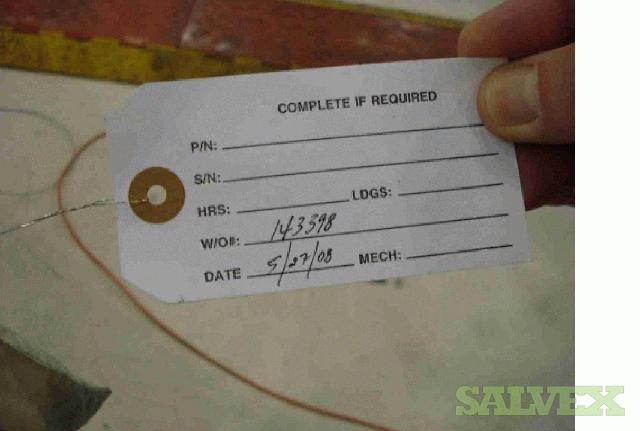 COMPLETE IF REQUIRED
P/N:
S/N:
HRS: LDGS:
W/O#: 143398
DATE 5/27/08 MECH:
SALVEX